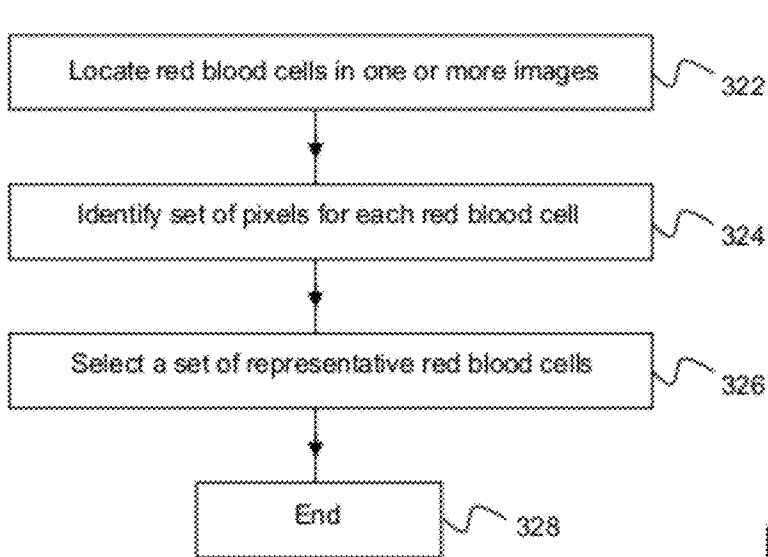 Locate red blood cells in one or more images
322
Identify set of pixels for each red blood cell
324
Select a set of representative red blood cells
326
End
328